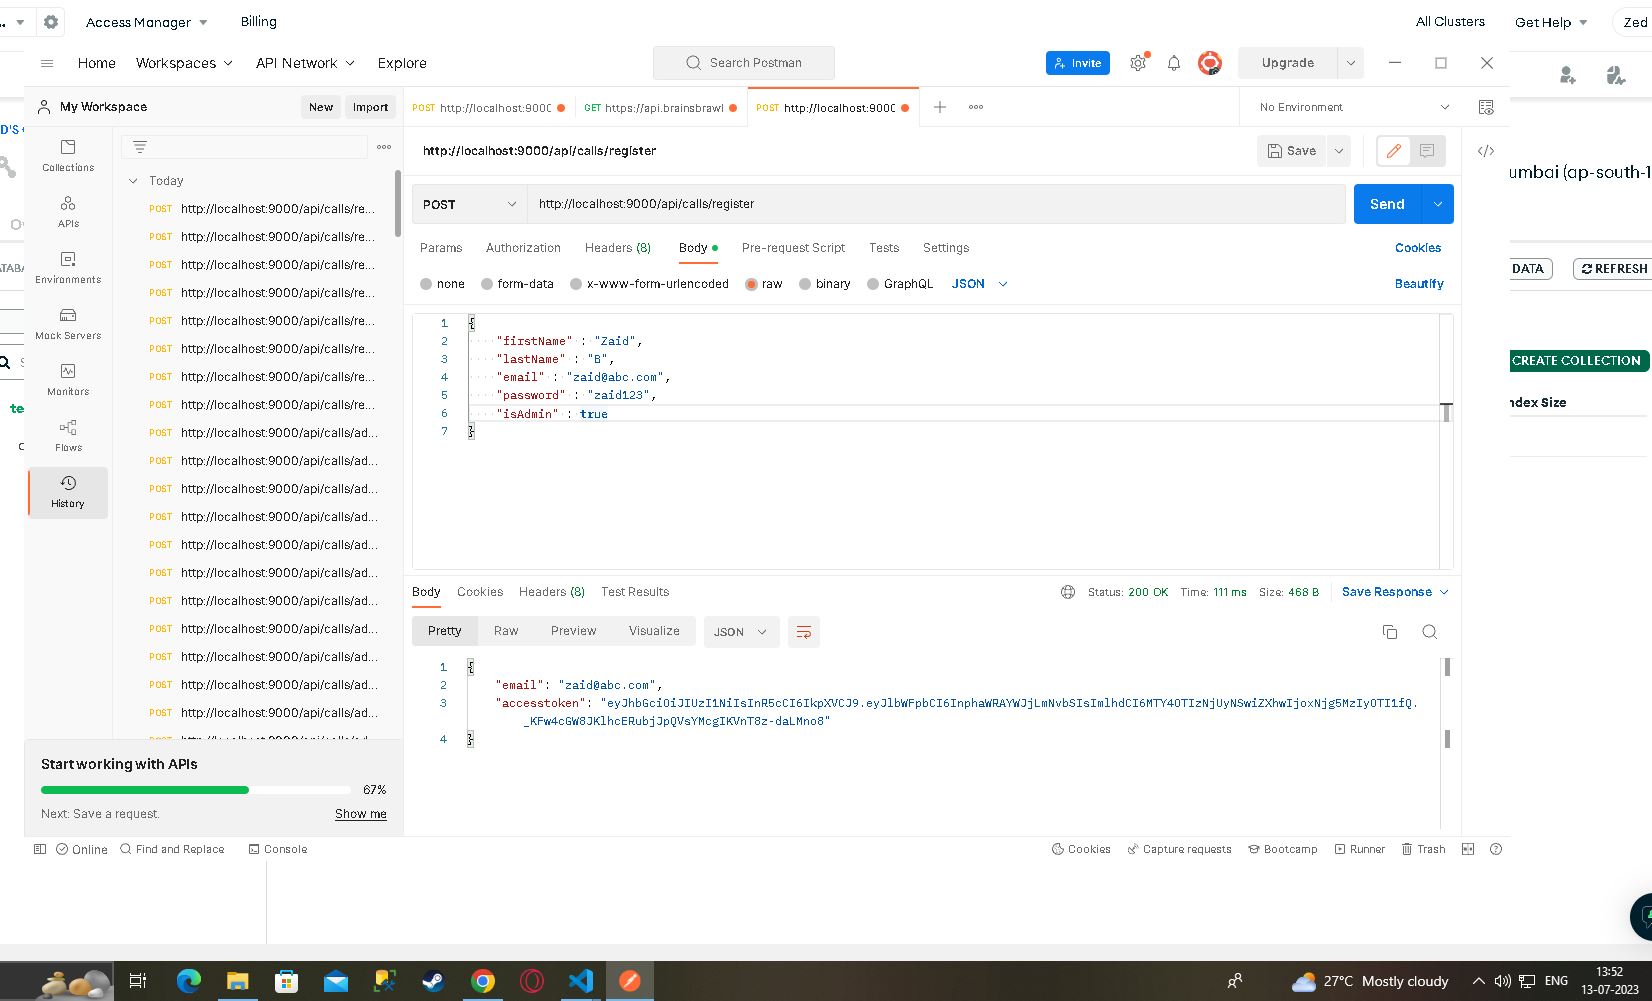 Access Manager
Billing
All Clusters
Get Help
Zed
Home
Workspaces
API Network
Explore
Search Postman
Invite
Upgrade
My Workspace
New
Import
POST http://localhost:9000
GET https://api.brainsbrawl
POST http://localhost:9000
No Environment
D'S
Collections
APIs
Environments
Mock Servers
Monitors
Flows
History
Today
POST http://localhost:9000/api/calls/re...
POST http://localhost:9000/api/calls/re...
POST http://localhost:9000/api/calls/re...
POST http://localhost:9000/api/calls/re...
POST http://localhost:9000/api/calls/re...
POST http://localhost:9000/api/calls/re...
POST http://localhost:9000/api/calls/re...
POST http://localhost:9000/api/calls/re...
POST http://localhost:9000/api/calls/ad...
POST http://localhost:9000/api/calls/ad...
POST http://localhost:9000/api/calls/ad...
POST http://localhost:9000/api/calls/ad...
POST http://localhost:9000/api/calls/ad...
POST http://localhost:9000/api/calls/ad...
POST http://localhost:9000/api/calls/ad...
POST http://localhost:9000/api/calls/ad...
POST http://localhost:9000/api/calls/ad...
POST http://localhost:9000/api/calls/ad...
POST http://localhost:9000/api/calls/ad...
Start working with APIs
67%
Next: Save a request.
Show me
http://localhost:9000/api/calls/register
Save
POST
http://localhost:9000/api/calls/register
Send
Params Authorization Headers (8) Body Pre-request Script Tests Settings
Cookies
none form-data x-www-form-urlencoded raw binary GraphQL JSON
Beautify
1 {
2 "firstName" : "Zaid",
3 "lastName" : "B",
4 "email" : "zaid@abc.com",
5 "password" : "zaid123",
6 "isAdmin" : true
7 }
Body Cookies Headers (8) Test Results
Status: 200 OK Time: 111 ms Size: 468 B Save Response
Pretty Raw Preview Visualize JSON
1 {
2 "email": "zaid@abc.com",
3 "accesstoken": "eyJhbGciOiJIUzI1NiIsInR5cCI6IkpXVCJ9.eyJlbWFpbCI6InphaWRAYWJjLmNvbSIsImlhdCI6MTY4OTIzNjUyNSwiZXhwIjoxNjg5MzIyOTI1fQ.
_KFw4cGW8JKlhcERubjJpQVsYMcgIKVnT8z-daLMno8"
4 }
umbai (ap-south-1
DATA
REFRESH
CREATE COLLECTION
ndex Size
Online
Find and Replace
Console
Cookies
Capture requests
Bootcamp
Runner
Trash
27°C Mostly cloudy
ENG
13:52
13-07-2023